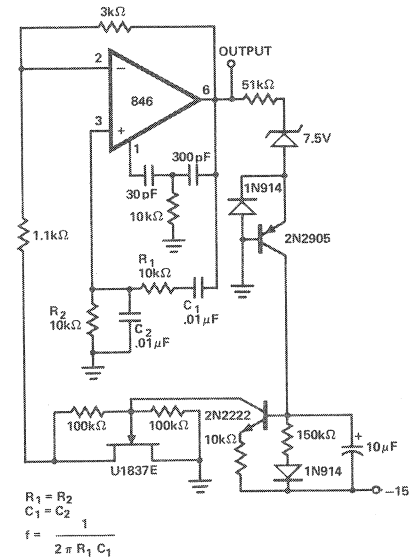 3kΩ
OUTPUT
2
−
6
51kΩ
846
3
+
1
7.5V
300pF
30pF
1N914
10kΩ
2N2905
1.1kΩ
R1
10kΩ
R2
10kΩ
C1
.01μF
C2
.01μF
2N2222
100kΩ
100kΩ
10kΩ
150kΩ
+
10μF
U1837E
1N914
−15
R1 = R2
C1 = C2
f = 1
2 π R1 C1